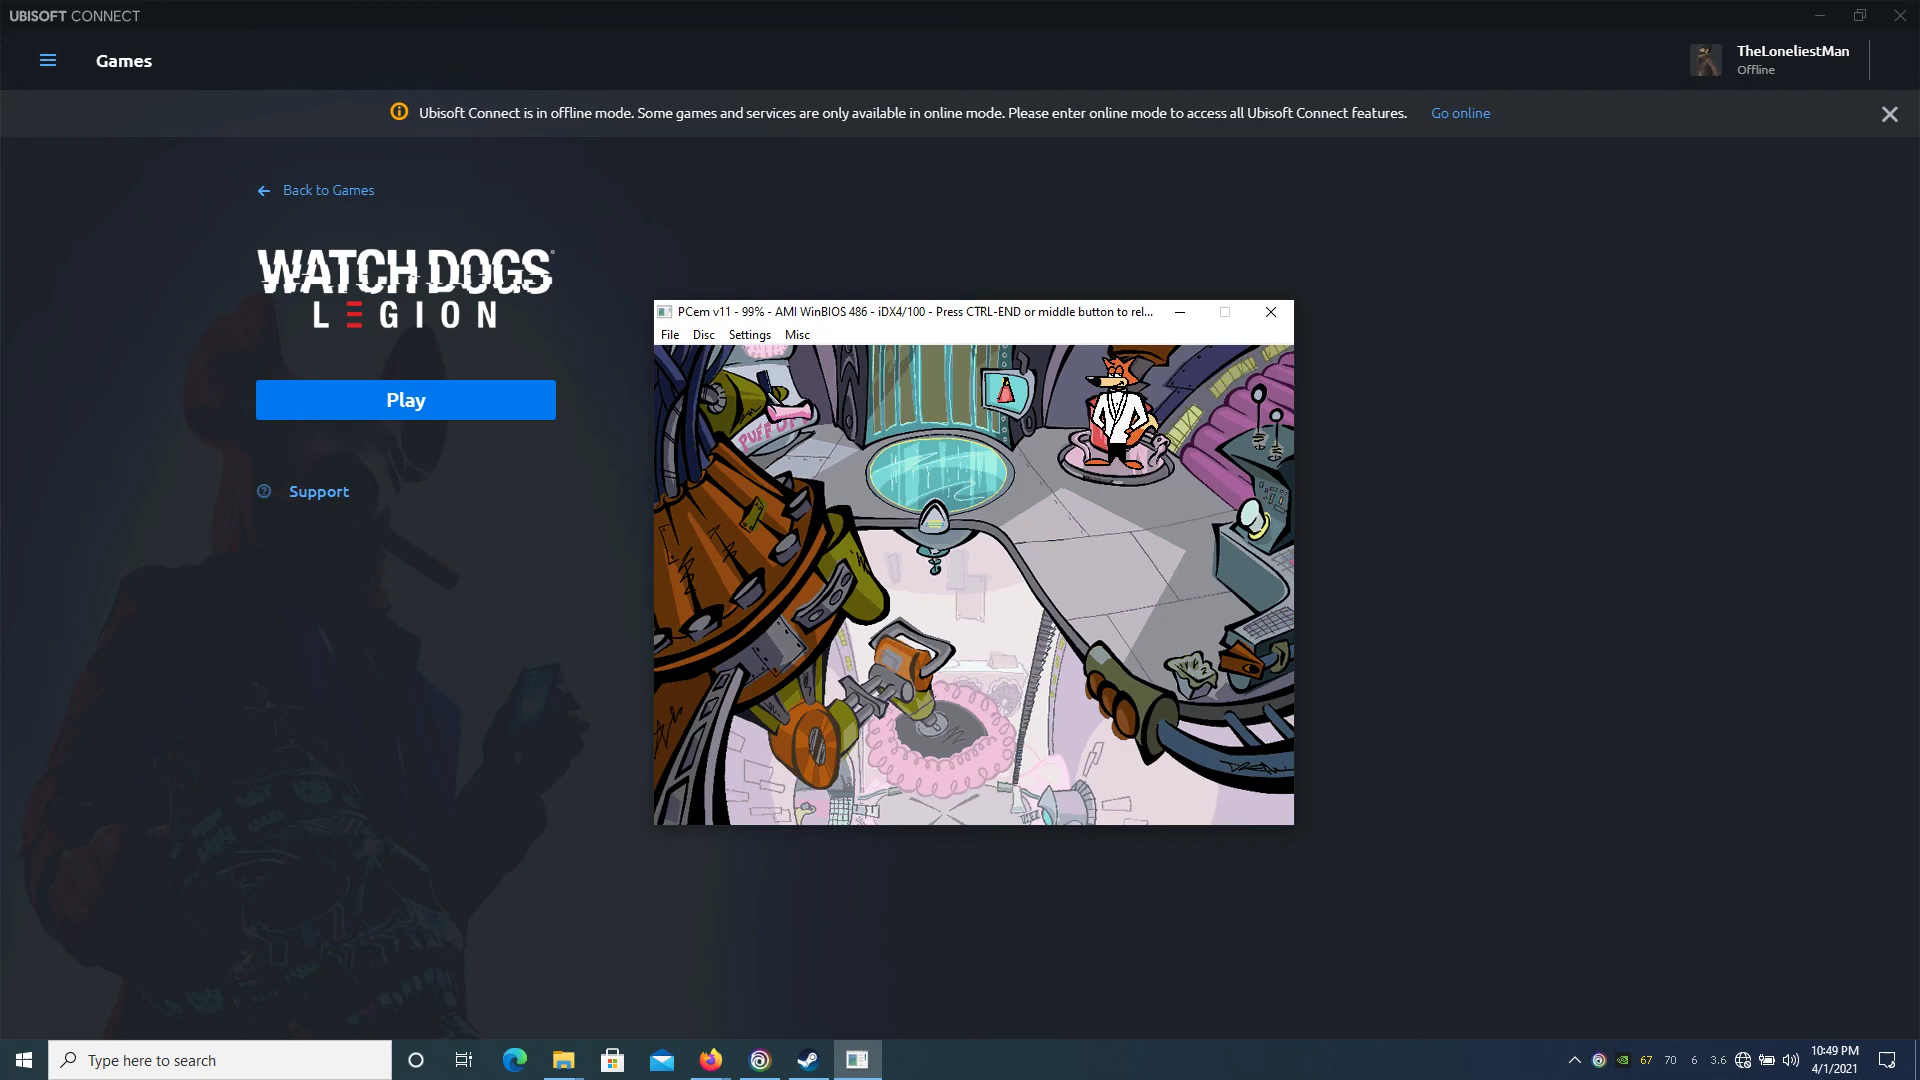 UBISOFT CONNECT
Games
TheLoneliestMan
Offline
Ubisoft Connect is in offline mode. Some games and services are only available in online mode. Please enter online mode to access all Ubisoft Connect features. Go online
Back to Games
WATCH DOGS
LEGION
Play
Support
PCem v11 - 99% - AMI WinBIOS 486 - iDX4/100 - Press CTRL-END or middle button to rel...
File Disc Settings Misc
PUFF
Type here to search
67 70 6 3.6
10:49 PM
4/1/2021